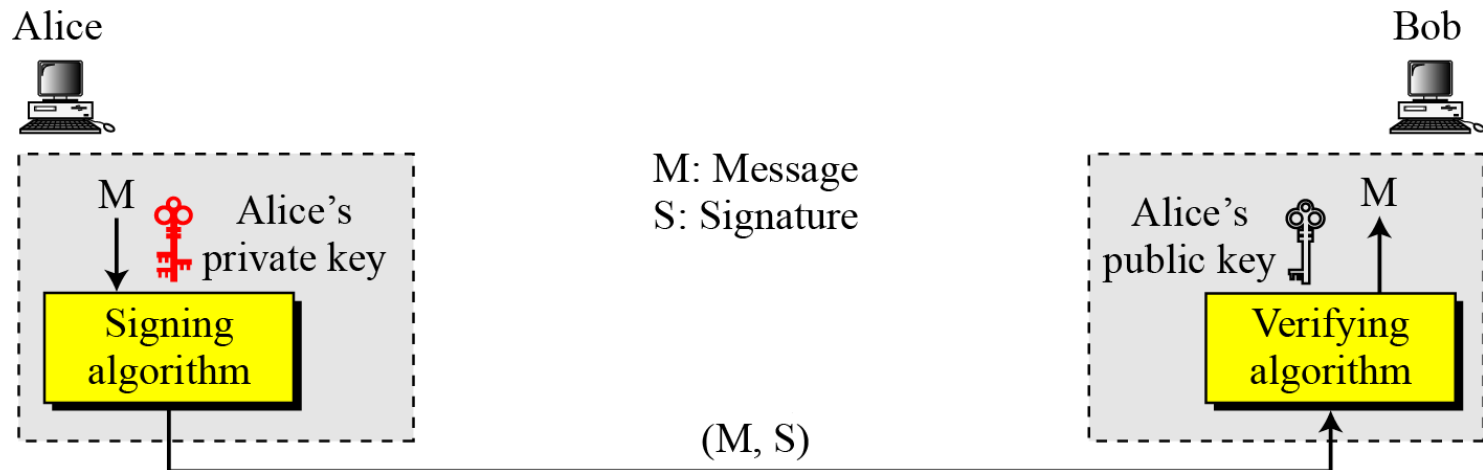 Alice
Bob
M: Message
S: Signature
M
Alice’s
private key
Signing
algorithm
Alice’s
public key
M
Verifying
algorithm
(M, S)